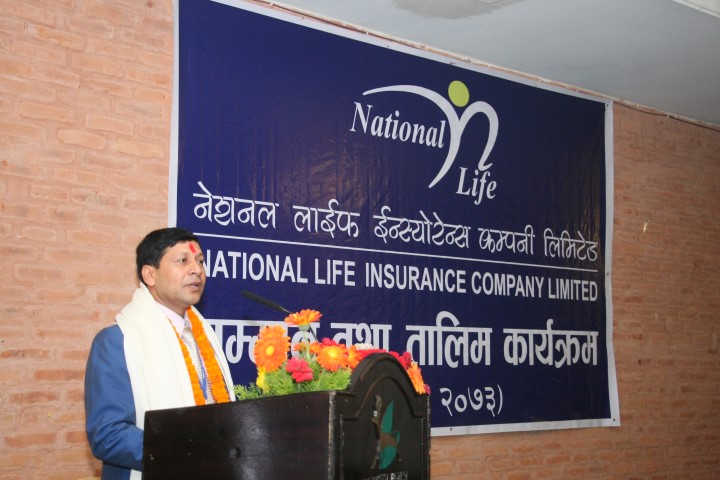 National
Life
नेशनल लाईफ ईन्स्योरेन्स कम्पनी लिमिटेड
NATIONAL LIFE INSURANCE COMPANY LIMITED
तथा तालिम कार्यक्रम
२०७३)